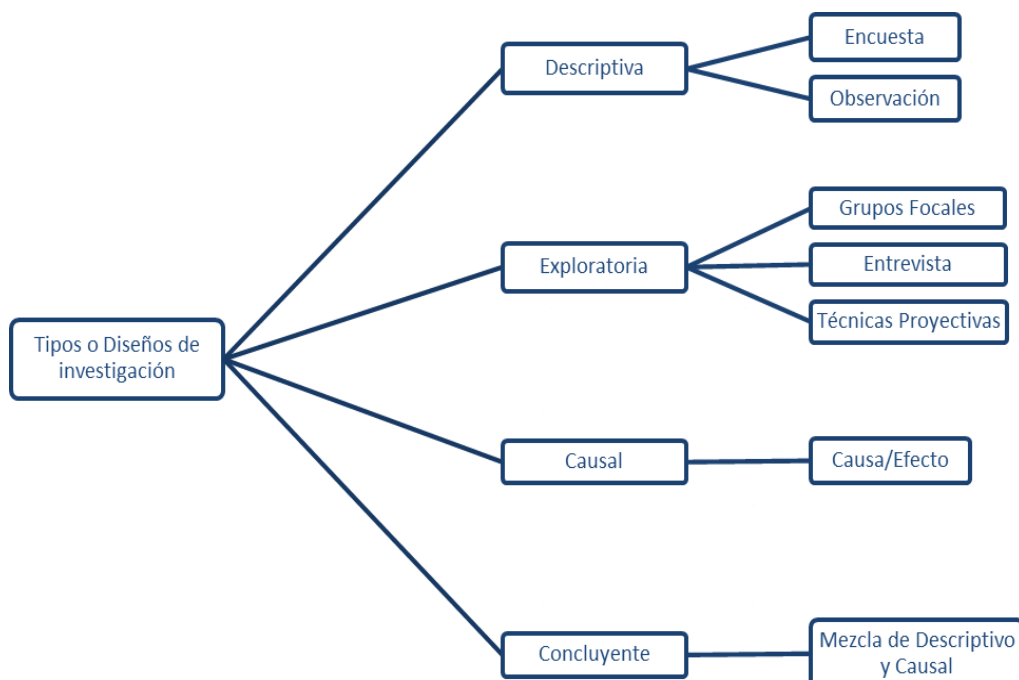 Tipos o Diseños de
investigación
Descriptiva
Encuesta
Observación
Exploratoria
Grupos Focales
Entrevista
Técnicas Proyectivas
Causal
Causa/Efecto
Concluyente
Mezcla de Descriptivo
y Causal